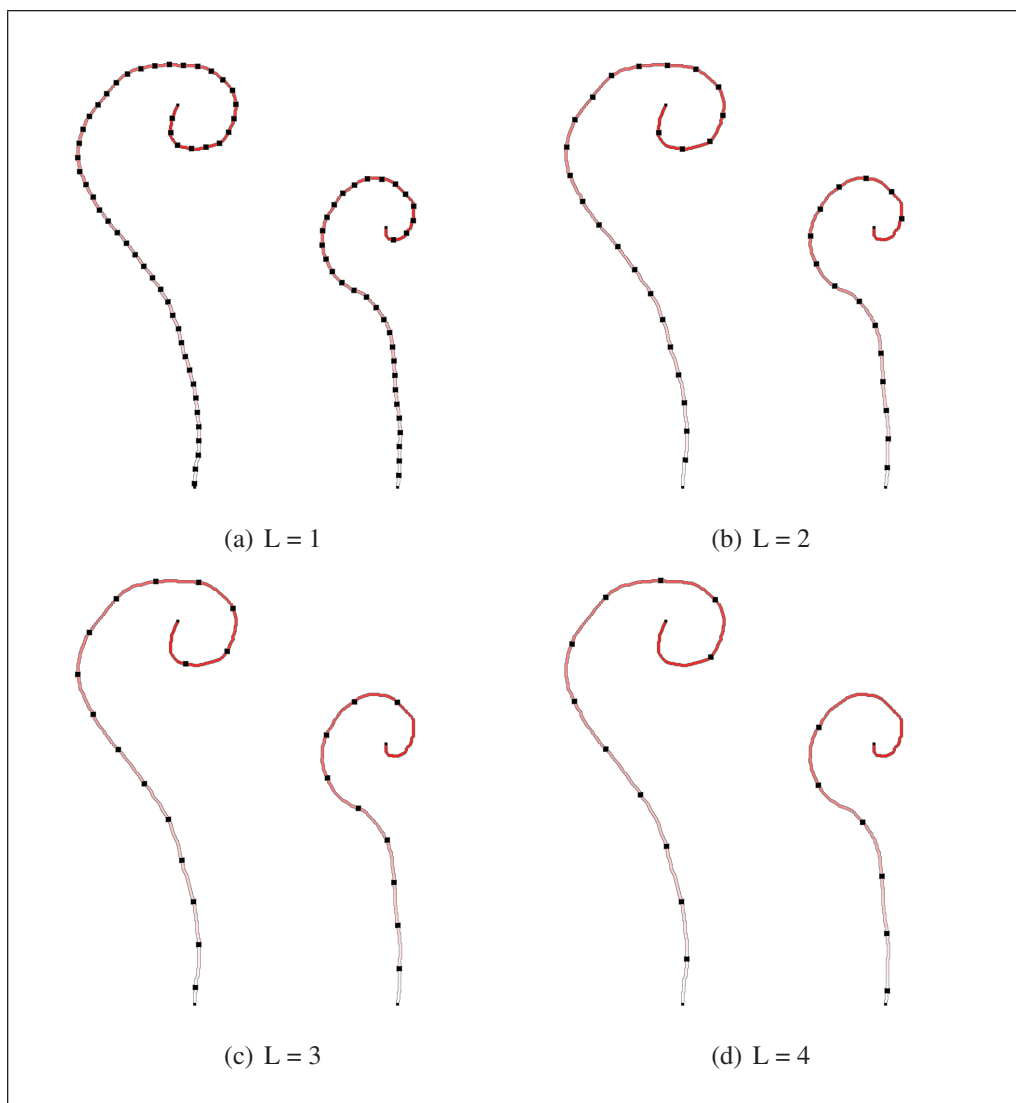 (a) L = 1
(b) L = 2
(c) L = 3
(d) L = 4